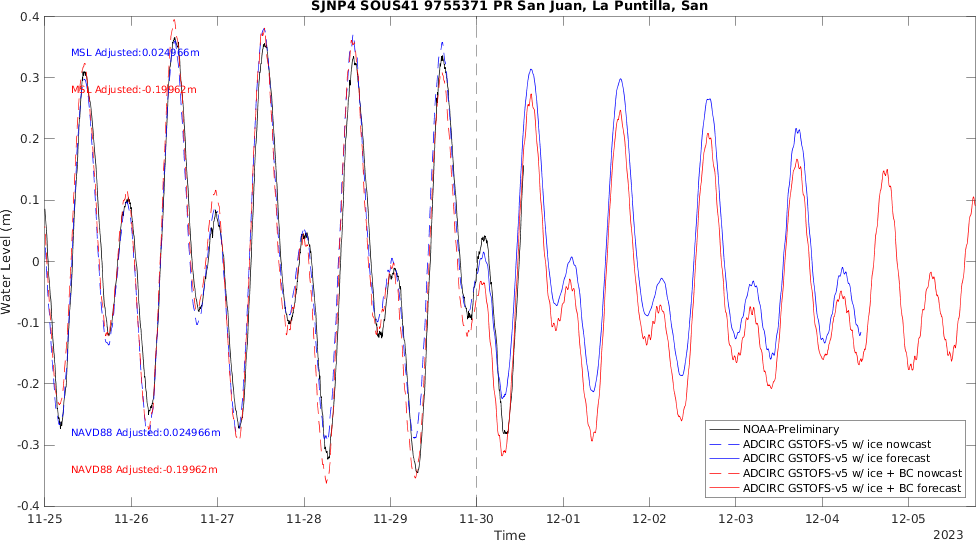 SJNP4 SOUS41 9755371 PR San Juan, La Puntilla, San
0.4
0.3
0.2
0.1
0
-0.1
-0.2
-0.3
-0.4
Water Level (m)
MSL Adjusted:0.024966m
MSL Adjusted:-0.19962m
NAVD88 Adjusted:0.024966m
NAVD88 Adjusted:-0.19962m
NOAA-Preliminary
ADCIRC GSTOFS-v5 w/ ice nowcast
ADCIRC GSTOFS-v5 w/ ice forecast
ADCIRC GSTOFS-v5 w/ ice + BC nowcast
ADCIRC GSTOFS-v5 w/ ice + BC forecast
11-25 11-26 11-27 11-28 11-29 11-30 12-01 12-02 12-03 12-04 12-05
Time
2023